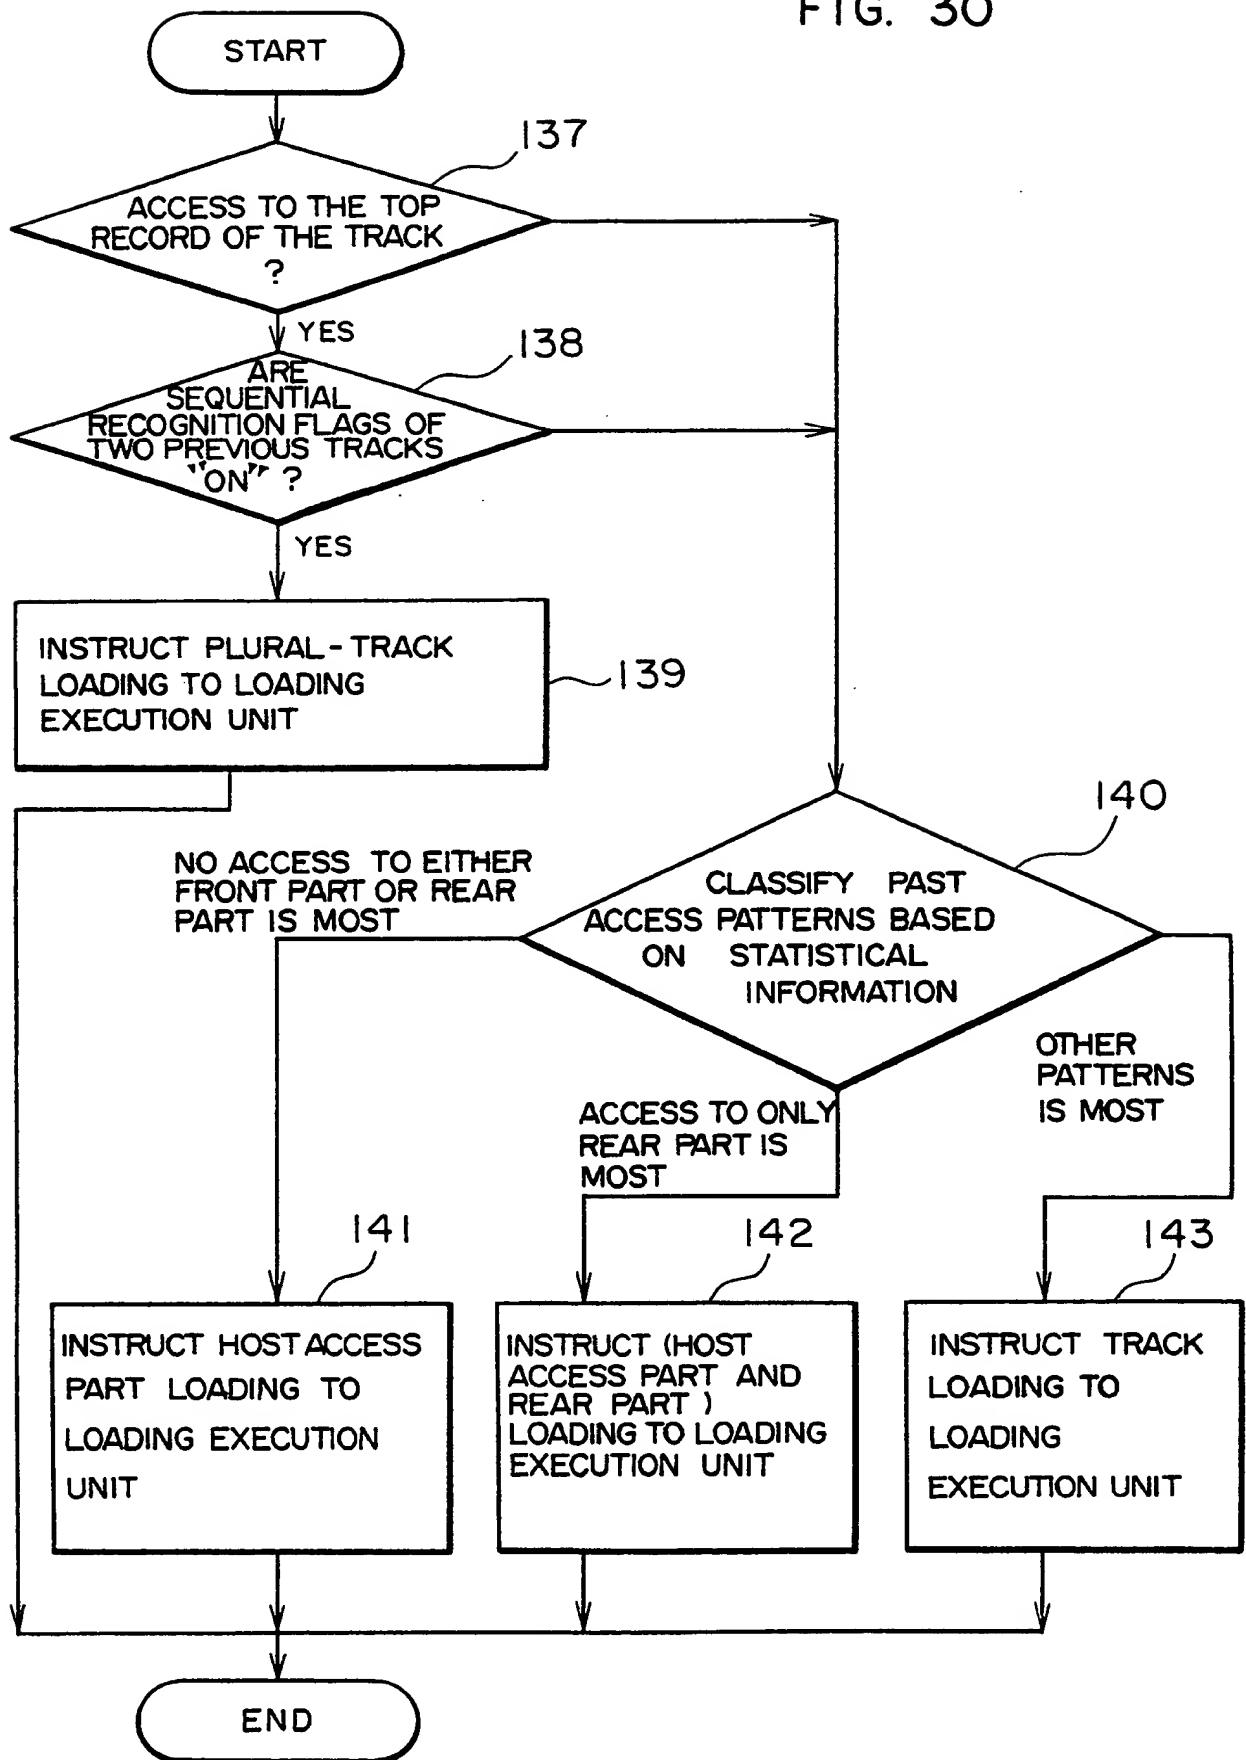 FIG. 30
START
137
ACCESS TO THE TOP
RECORD OF THE TRACK
?
YES
138
ARE
SEQUENTIAL
RECOGNITION FLAGS OF
TWO PREVIOUS TRACKS
"ON" ?
YES
INSTRUCT PLURAL-TRACK
LOADING TO LOADING
EXECUTION UNIT
139
140
NO ACCESS TO EITHER
FRONT PART OR REAR
PART IS MOST
CLASSIFY PAST
ACCESS PATTERNS BASED
ON STATISTICAL
INFORMATION
OTHER
PATTERNS
IS MOST
ACCESS TO ONLY
REAR PART IS
MOST
141
142
143
INSTRUCT HOST ACCESS
PART LOADING TO
LOADING EXECUTION
UNIT
INSTRUCT (HOST
ACCESS PART AND
REAR PART )
LOADING TO LOADING
EXECUTION UNIT
INSTRUCT TRACK
LOADING TO
LOADING
EXECUTION UNIT
END